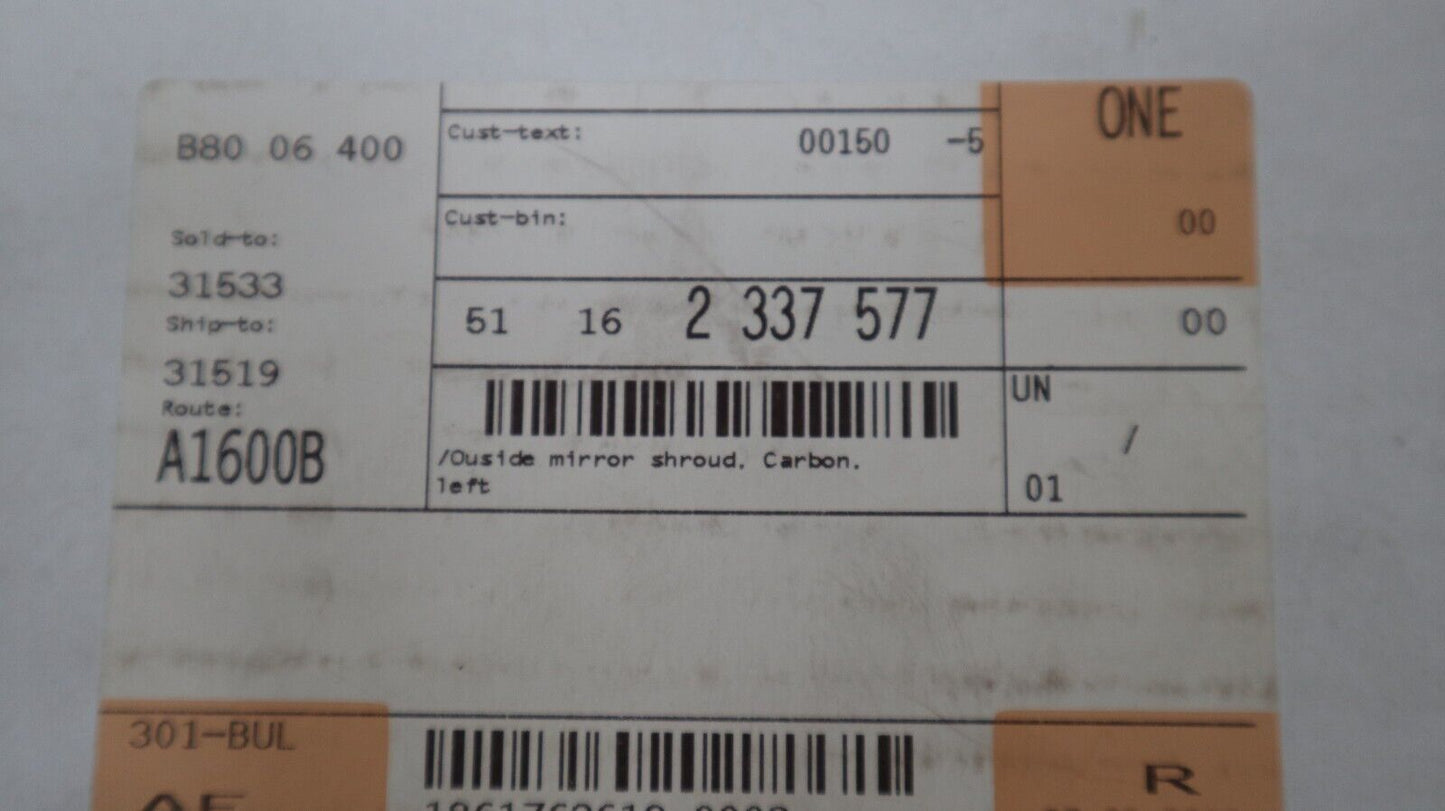 B80 06 400
Cust-text: 00150 -5
ONE
Cust-bin:
00
Sold-to:
31533
Ship-to:
31519
Route:
A1600B
51 16 2 337 577
00
/Ouside mirror shroud. Carbon.
left
UN
/
01
301-BUL
R